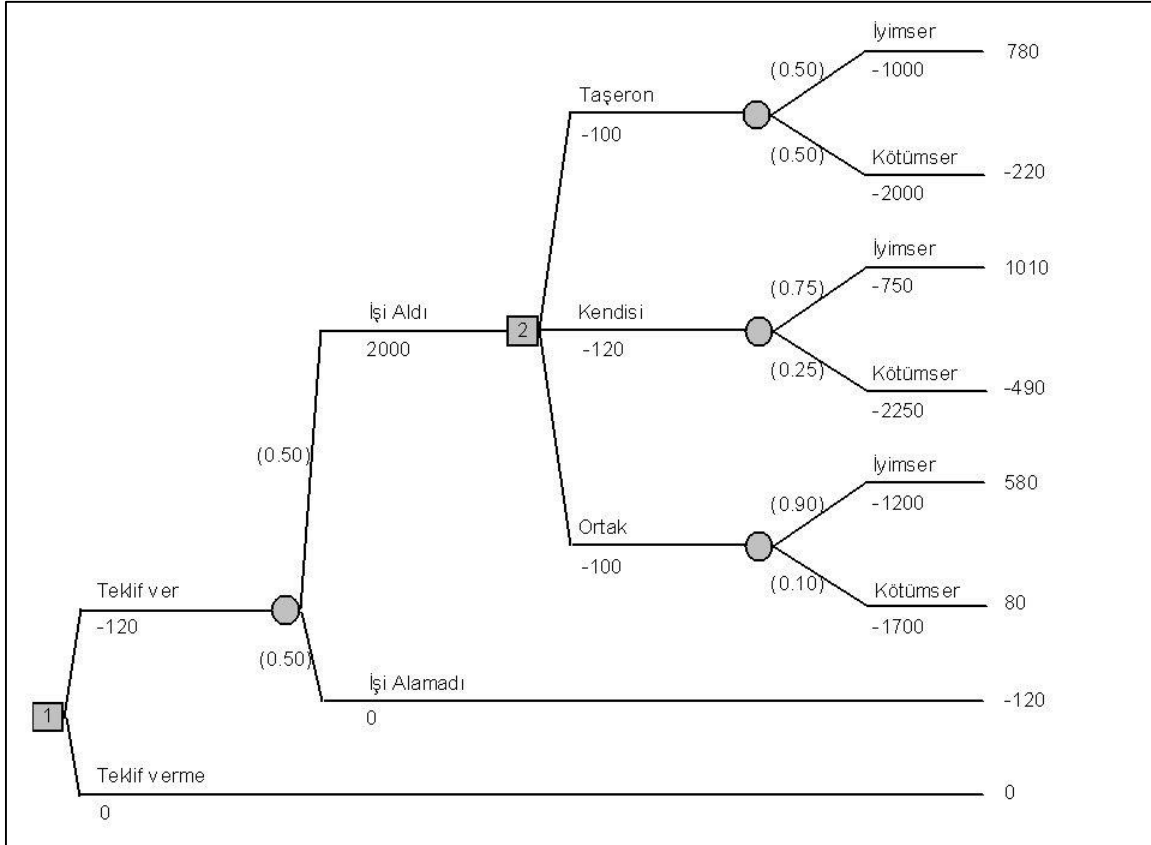 İyimser
780
(0.50)
-1000
Taşeron
-100
(0.50)
Kötümser
-220
-2000
İyimser
1010
(0.75)
-750
İşi Aldı
2000
2
Kendisi
-120
(0.25)
Kötümser
-490
-2250
(0.50)
İyimser
580
(0.90)
-1200
Ortak
-100
(0.10)
Kötümser
80
-1700
Teklif ver
-120
(0.50)
İşi Alamadı
-120
0
1
Teklif verme
0
0